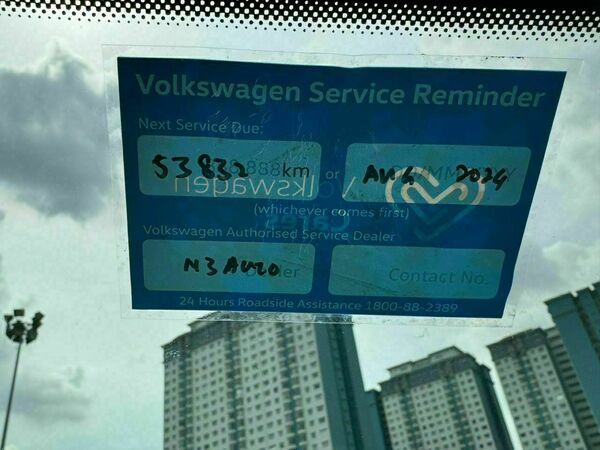 Volkswagen Service Reminder
Next Service Due:
53832 km or AUG 2024
(whichever comes first)
Volkswagen Authorised Service Dealer
N3 AUTO Contact No.
24 Hours Roadside Assistance 1800-88-2389